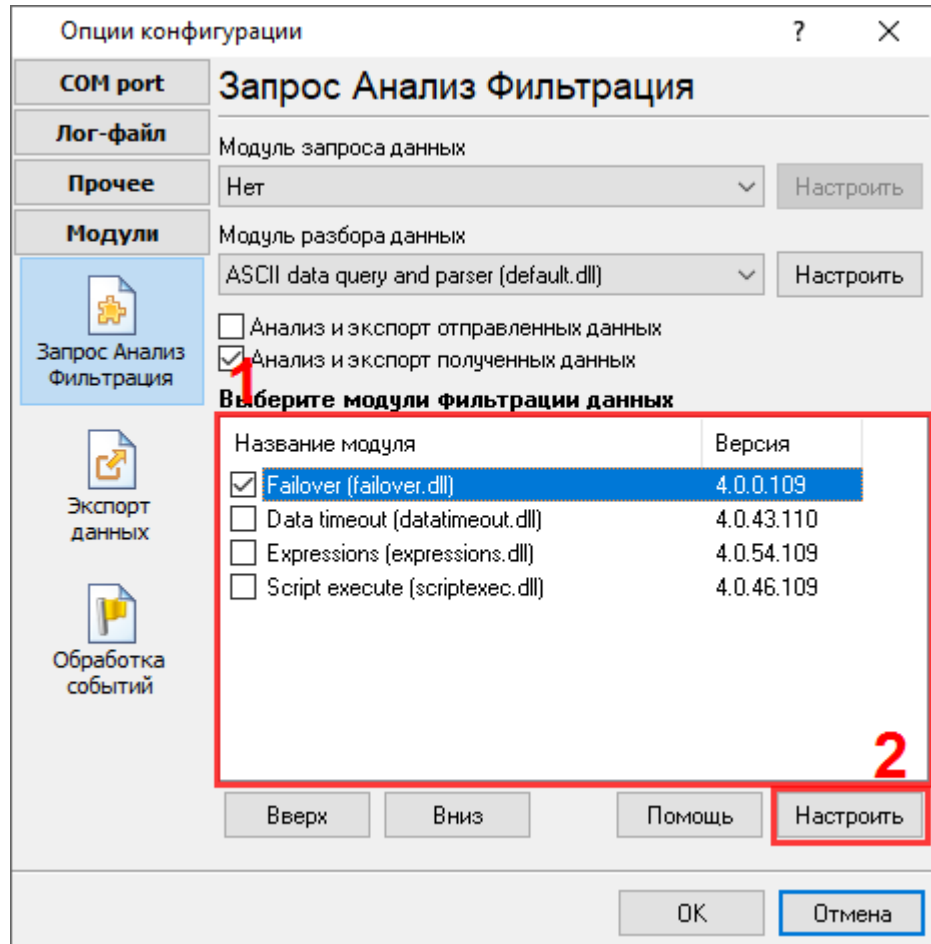 Опции конфигурации
?
COM port
Лог-файл
Прочее
Модули
Запрос Анализ
Фильтрация
Экспорт
данных
Обработка
событий
Запрос Анализ Фильтрация
Модуль запроса данных
Нет
Настроить
Модуль разбора данных
ASCII data query and parser (default.dll)
Настроить
Анализ и экспорт отправленных данных
Анализ и экспорт полученных данных
1
Выберите модули фильтрации данных
Название модуля Версия
Failover (failover.dll) 4.0.0.109
Data timeout (datatimeout.dll) 4.0.43.110
Expressions (expressions.dll) 4.0.54.109
Script execute (scriptexec.dll) 4.0.46.109
2
Вверх Вниз Помощь Настроить
OK Отмена